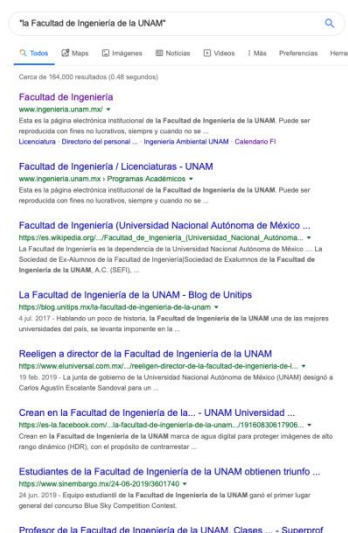 "la Facultad de Ingeniería de la UNAM"
Todos Maps Imágenes Noticias Videos Más Preferencias Herra
Cerca de 164,000 resultados (0.48 segundos)
Facultad de Ingeniería
www.ingenieria.unam.mx/
Esta es la página electrónica institucional de la Facultad de Ingeniería de la UNAM. Puede ser
reproducida con fines no lucrativos, siempre y cuando no se ...
Licenciatura · Directorio del personal ... · Ingeniería Ambiental UNAM · Calendario FI
Facultad de Ingeniería / Licenciaturas - UNAM
www.ingenieria.unam.mx › Programas Académicos
Esta es la página electrónica institucional de la Facultad de Ingeniería de la UNAM. Puede ser
reproducida con fines no lucrativos, siempre y cuando no se ...
Facultad de Ingeniería (Universidad Nacional Autónoma de México ...
https://es.wikipedia.org/.../Facultad_de_Ingeniería_(Universidad_Nacional_Autónoma...
La Facultad de Ingeniería es la dependencia de la Universidad Nacional Autónoma de México .... La
Sociedad de Ex-Alumnos de la Facultad de Ingeniería|Sociedad de Exalumnos de la Facultad de
Ingeniería de la UNAM, A.C. (SEFI), ...
La Facultad de Ingeniería de la UNAM - Blog de Unitips
https://blog.unitips.mx/la-facultad-de-ingenieria-de-la-unam
4 jul. 2017 - Hablando un poco de historia, la Facultad de Ingeniería de la UNAM una de las mejores
universidades del país, se levanta imponente en la ...
Reeligen a director de la Facultad de Ingeniería de la UNAM
https://www.eluniversal.com.mx/.../reeligen-director-de-la-facultad-de-ingenieria-de-l...
19 feb. 2019 - La junta de gobierno de la Universidad Nacional Autónoma de México (UNAM) designó a
Carlos Agustín Escalante Sandoval para un ...
Crean en la Facultad de Ingeniería de la... - UNAM Universidad ...
https://es-la.facebook.com/...la-facultad-de-ingeniería-de-la-unam.../19160830617906...
Crean en la Facultad de Ingeniería de la UNAM marca de agua digital para proteger imágenes de alto
rango dinámico (HDR), con el propósito de contrarrestar ...
Estudiantes de la Facultad de Ingeniería de la UNAM obtienen triunfo ...
https://www.sinembargo.mx/24-06-2019/3601740
24 jun. 2019 - Equipo estudiantil de la Facultad de Ingeniería de la UNAM ganó el primer lugar
general del concurso Blue Sky Competition Contest.
Profesor de la Facultad de Ingeniería de la UNAM. Clases ... - Superprof